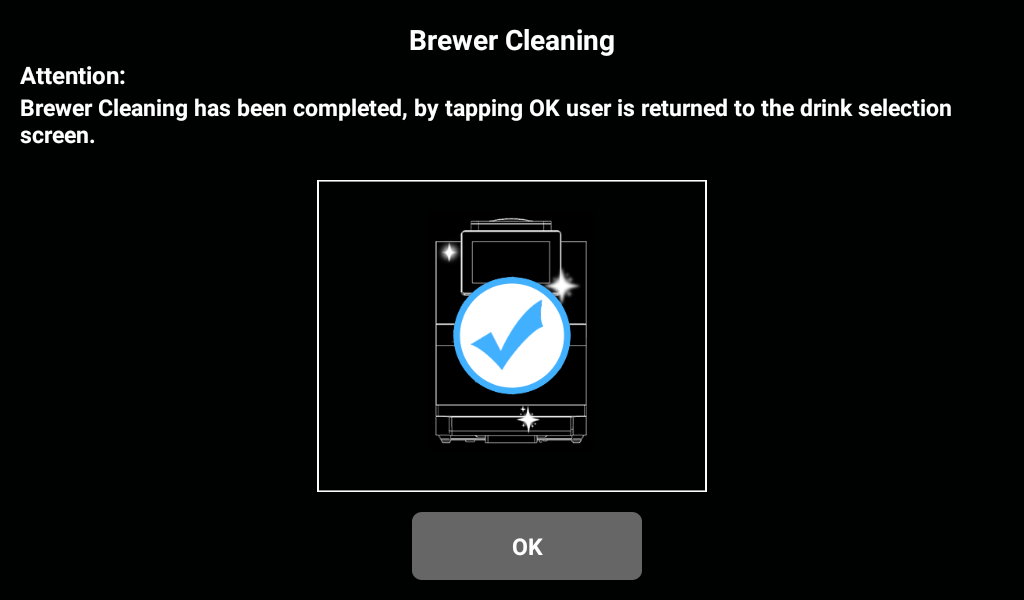 Brewer Cleaning
Attention:
Brewer Cleaning has been completed, by tapping OK user is returned to the drink selection
screen.
OK